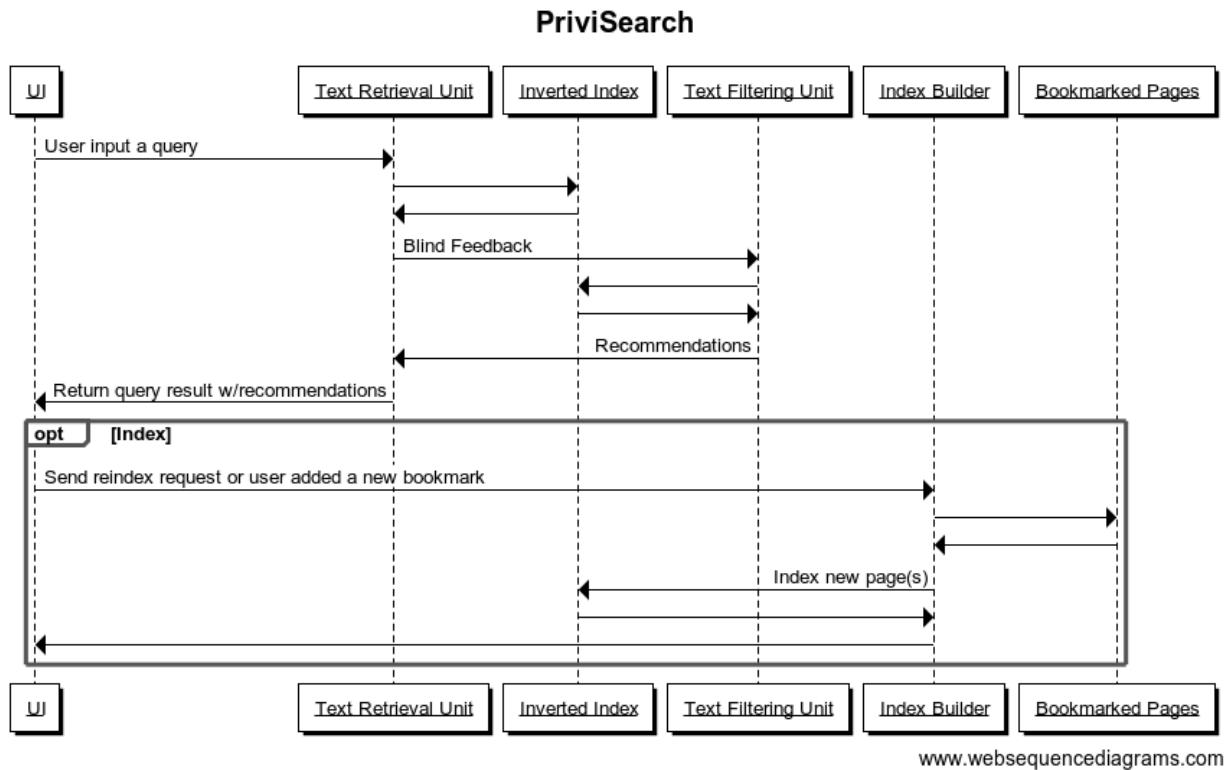 PriviSearch
UI
Text Retrieval Unit
Inverted Index
Text Filtering Unit
Index Builder
Bookmarked Pages
User input a query
Blind Feedback
Recommendations
Return query result w/recommendations
opt
[Index]
Send reindex request or user added a new bookmark
Index new page(s)
UI
Text Retrieval Unit
Inverted Index
Text Filtering Unit
Index Builder
Bookmarked Pages
www.websequencediagrams.com